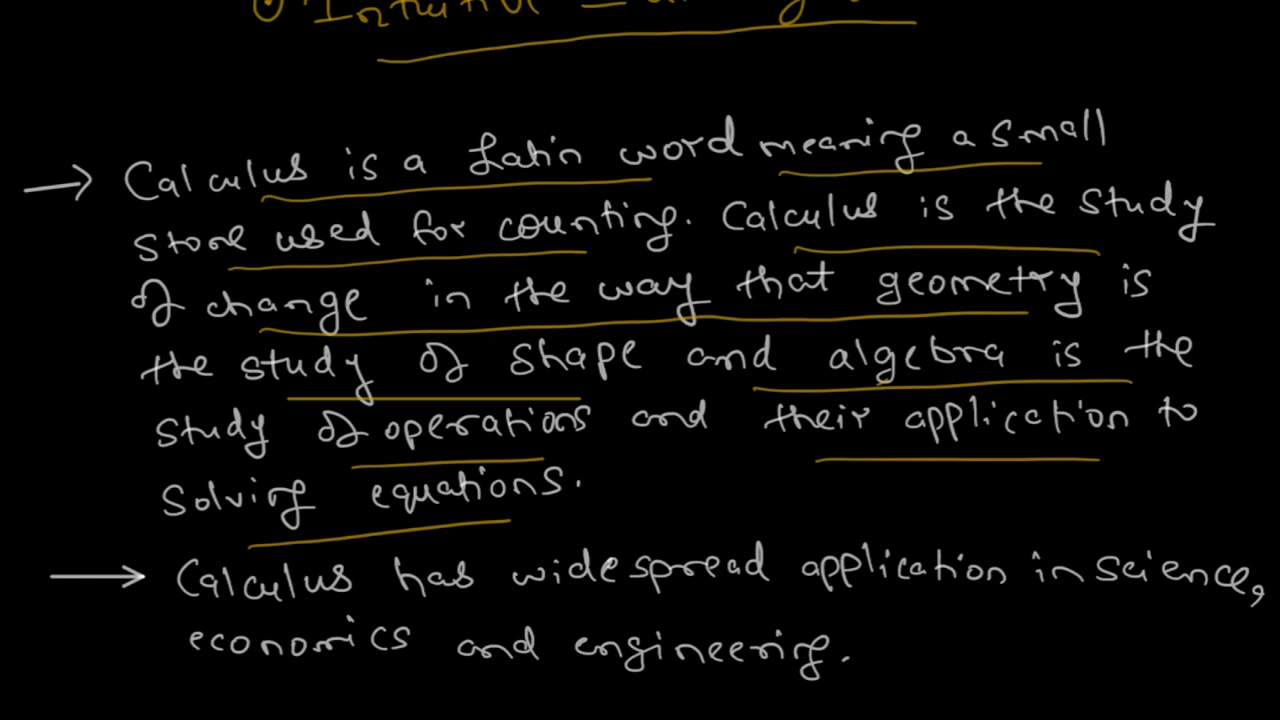 → Calculus is a Latin word meaning a small
stone used for counting. Calculus is the study
of change in the way that geometry is
the study of shape and algebra is the
study of operations and their application to
solving equations.
→ Calculus has widespread application in science,
economics and engineering.